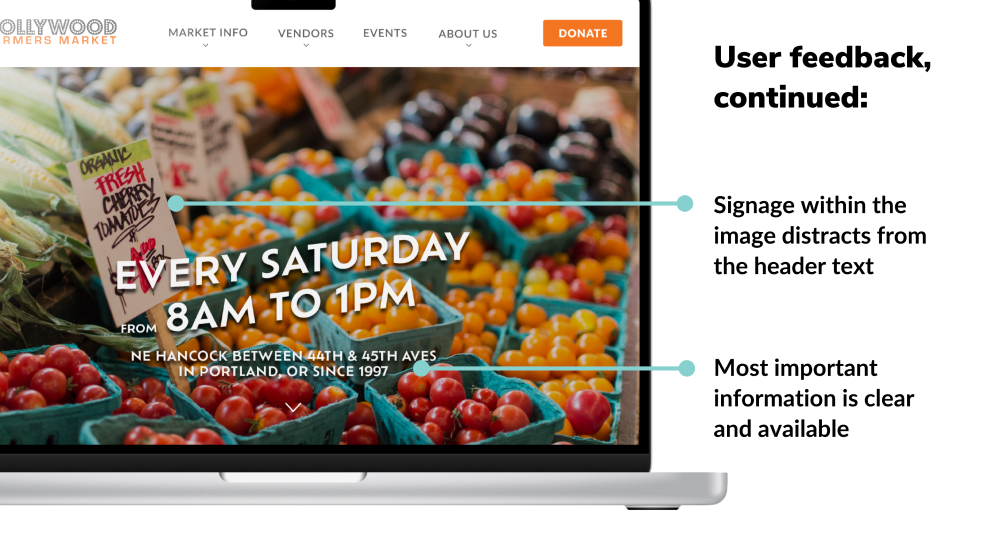 OLLYWOOD
RMERS MARKET
MARKET INFO
VENDORS
EVENTS
ABOUT US
DONATE
User feedback,
continued:
ORGANIC
FRESH
CHERRY
TOMATOES
Signage within the
image distracts from
the header text
EVERY SATURDAY
FROM 8AM TO 1PM
NE HANCOCK BETWEEN 44TH & 45TH AVES
IN PORTLAND, OR SINCE 1997
Most important
information is clear
and available